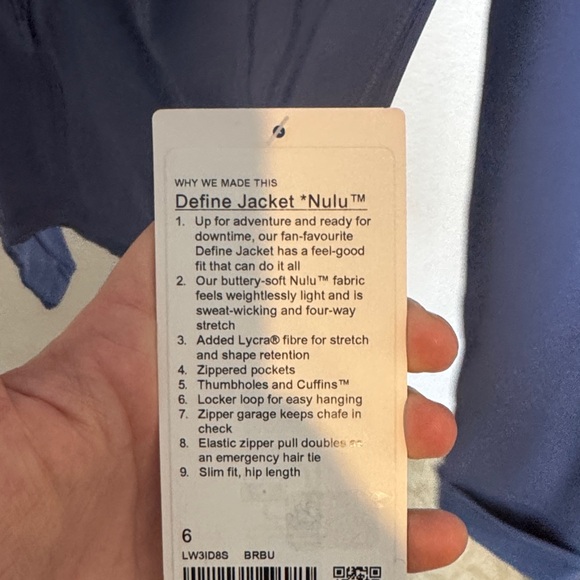 WHY WE MADE THIS
Define Jacket *Nulu™
1. Up for adventure and ready for
downtime, our fan-favourite
Define Jacket has a feel-good
fit that can do it all
2. Our buttery-soft Nulu™ fabric
feels weightlessly light and is
sweat-wicking and four-way
stretch
3. Added Lycra® fibre for stretch
and shape retention
4. Zippered pockets
5. Thumbholes and Cuffins™
6. Locker loop for easy hanging
7. Zipper garage keeps chafe in
check
8. Elastic zipper pull doubles as
an emergency hair tie
9. Slim fit, hip length
6
LW3ID8S BRBU